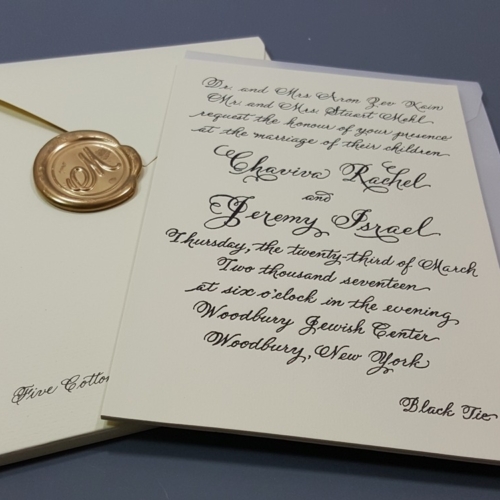 Dr. and Mrs. Aron Zev Kain
Mr. and Mrs. Stuart Mehl
request the honour of your presence
at the marriage of their children
Chaviva Rachel
and
Jeremy Israel
Thursday, the twenty-third of March
Two thousand seventeen
at six o'clock in the evening
Woodbury Jewish Center
Woodbury, New York
Black Tie
M
Five Cotton